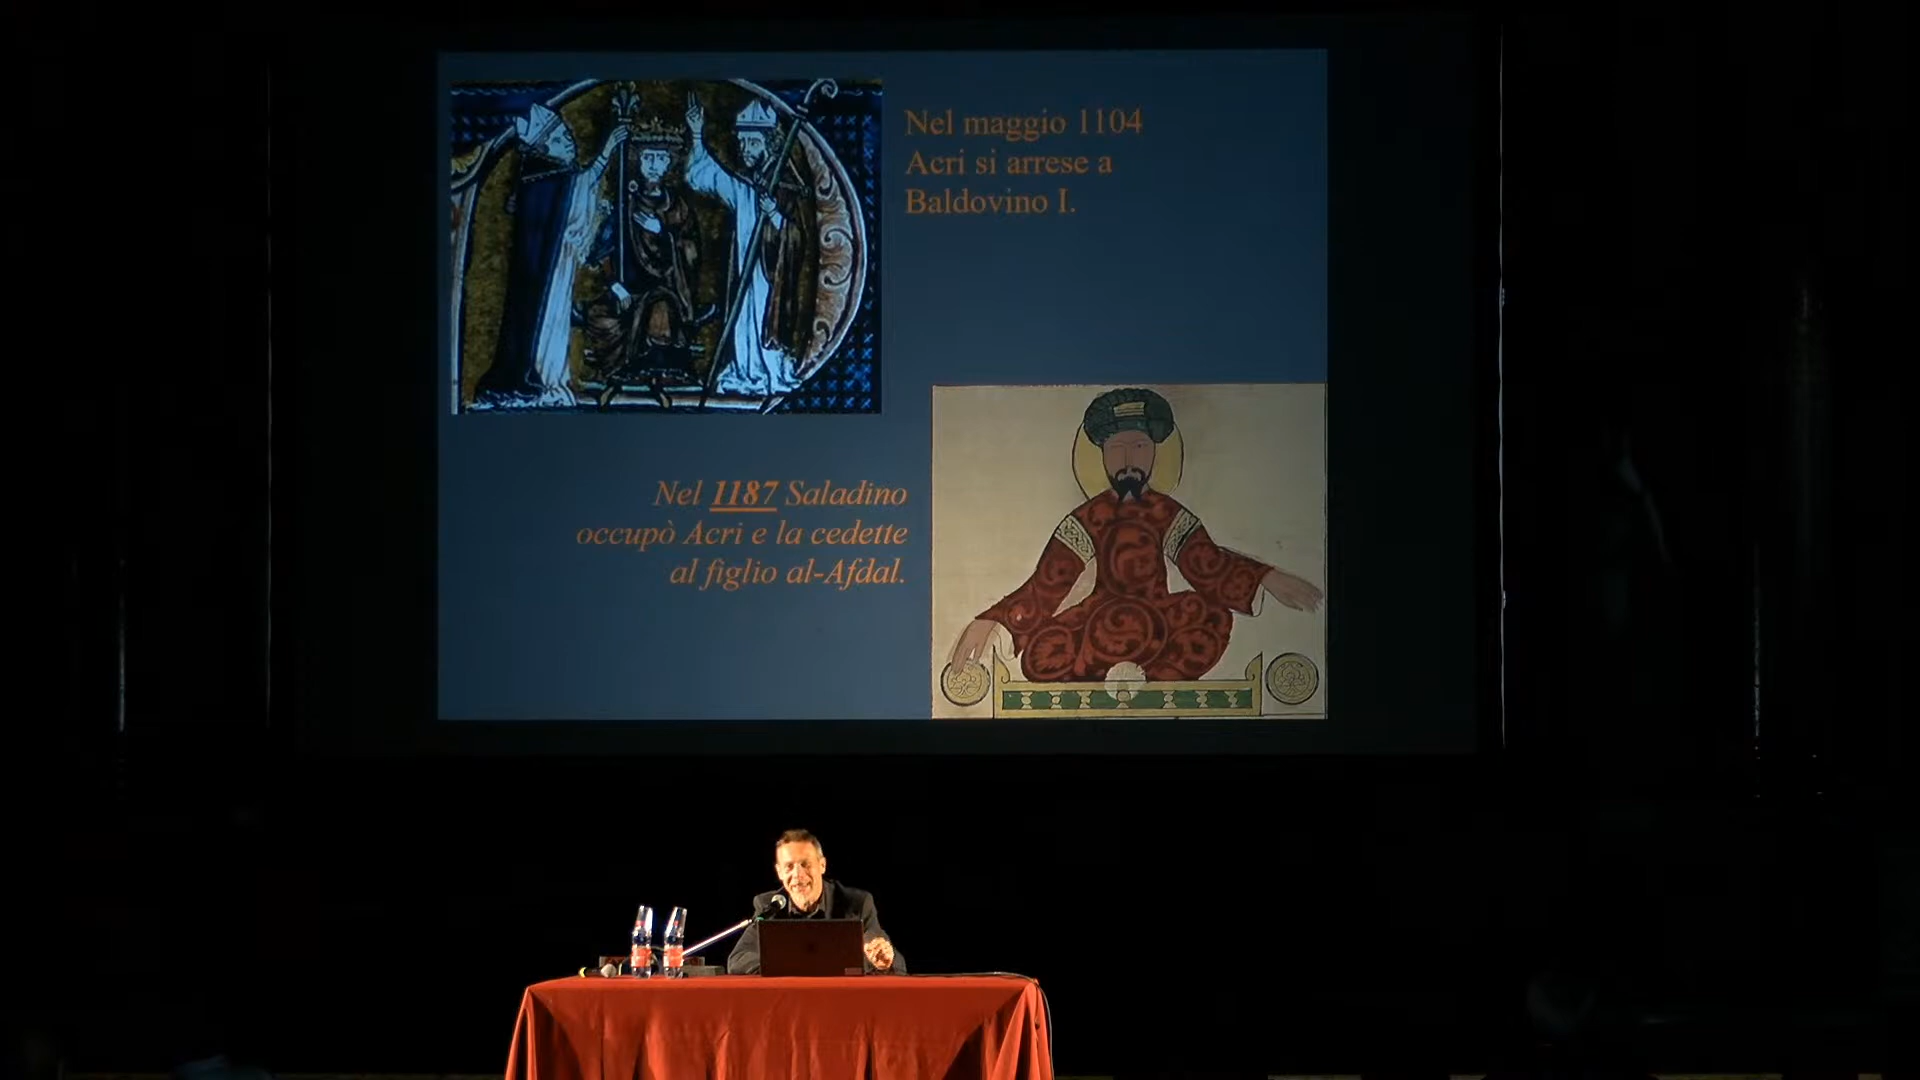 Nel maggio 1104
Acri si arrese a
Baldovino I.
Nel 1187 Saladino
occupò Acri e la cedette
al figlio al-Afdal.